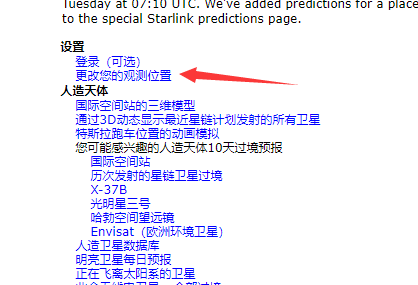 Tuesday at 07:10 UTC. We've added predictions for a place
to the special Starlink predictions page.
设置
登录（可选）
更改您的观测位置
人造天体
国际空间站的三维模型
通过3D动态显示最近星链计划发射的所有卫星
特斯拉跑车位置的动画模拟
您可能感兴趣的人造天体10天过境预报
国际空间站
历次发射的星链卫星过境
X-37B
光明星三号
哈勃空间望远镜
Envisat（欧洲环境卫星）
人造卫星数据库
明亮卫星每日预报
正在飞离太阳系的卫星